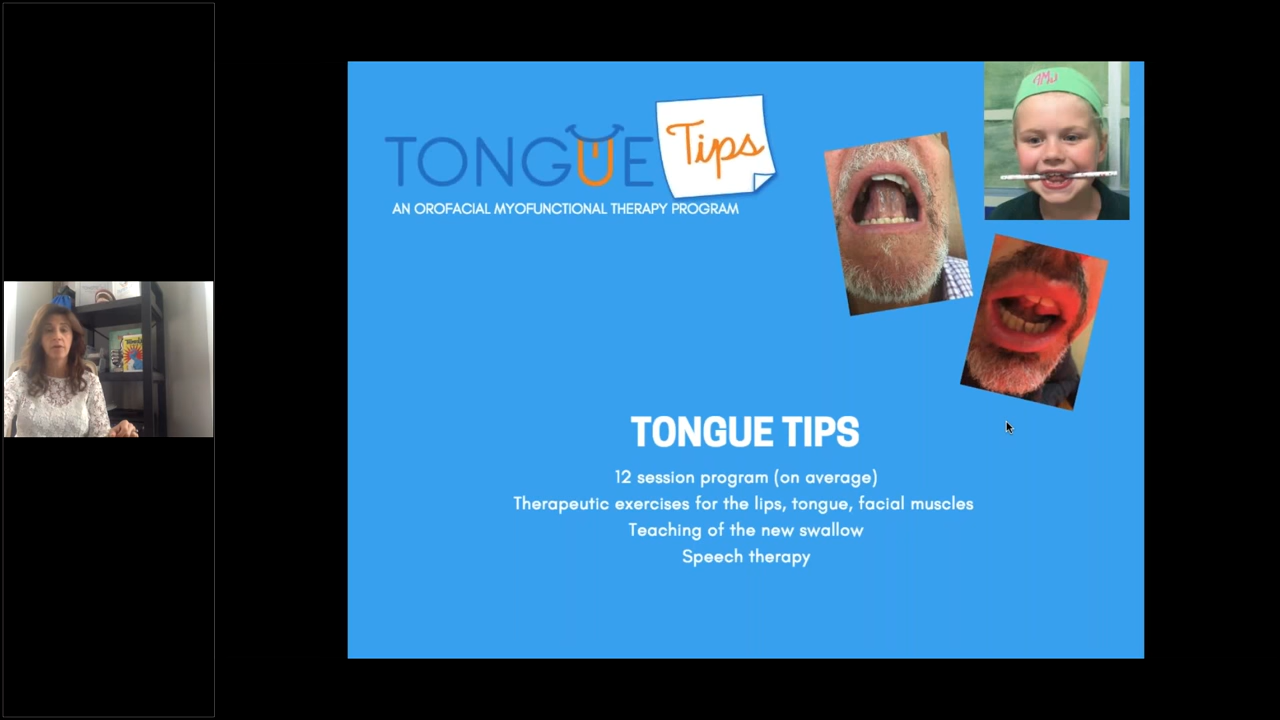 TONGUE Tips
AN OROFACIAL MYOFUNCTIONAL THERAPY PROGRAM
TONGUE TIPS
12 session program (on average)
Therapeutic exercises for the lips, tongue, facial muscles
Teaching of the new swallow
Speech therapy